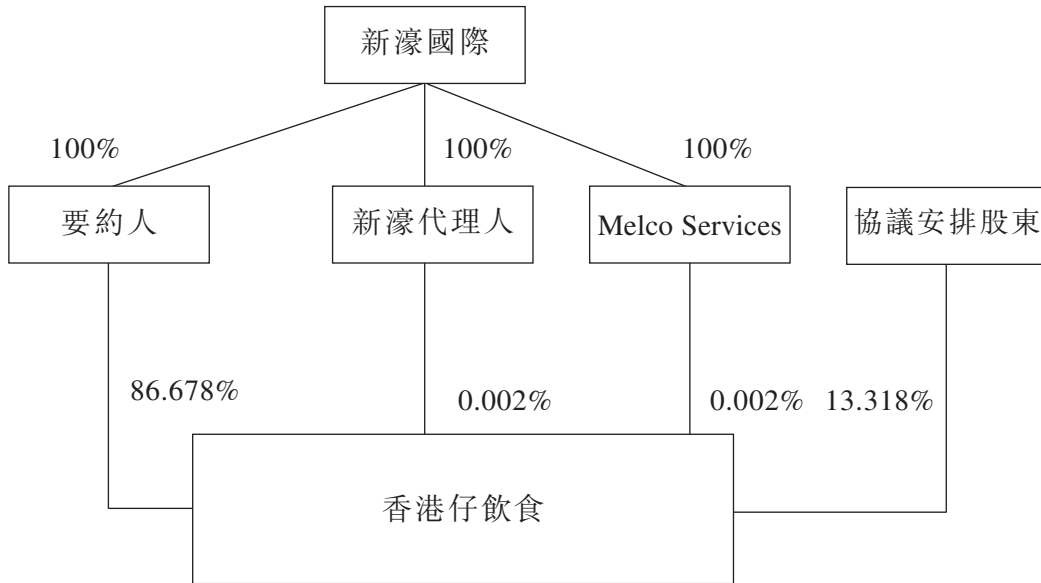 新濠國際
100%
100%
100%
要約人
新濠代理人
Melco Services
協議安排股東
86.678%
0.002%
0.002%
13.318%
香港仔飲食